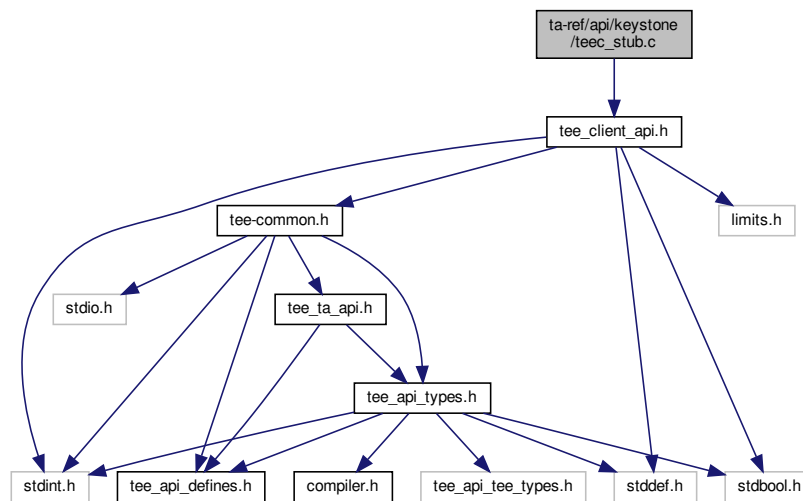 ta-ref/api/keystone
/teec_stub.c
tee_client_api.h
tee-common.h
limits.h
stdio.h
tee_ta_api.h
tee_api_types.h
stdint.h
tee_api_defines.h
compiler.h
tee_api_tee_types.h
stddef.h
stdbool.h